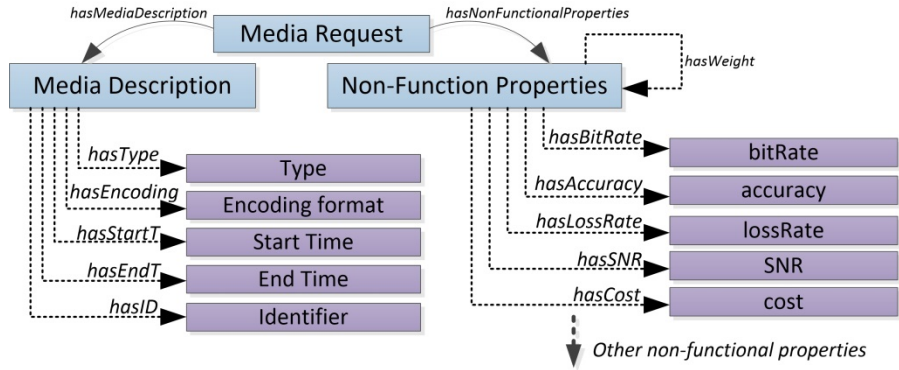 hasMediaDescription
Media Request
hasNonFunctionalProperties
Media Description
Non-Function Properties
hasWeight
hasType
Type
hasEncoding
Encoding format
hasStartT
Start Time
hasEndT
End Time
hasID
Identifier
hasBitRate
bitRate
hasAccuracy
accuracy
hasLossRate
lossRate
hasSNR
SNR
hasCost
cost
Other non-functional properties